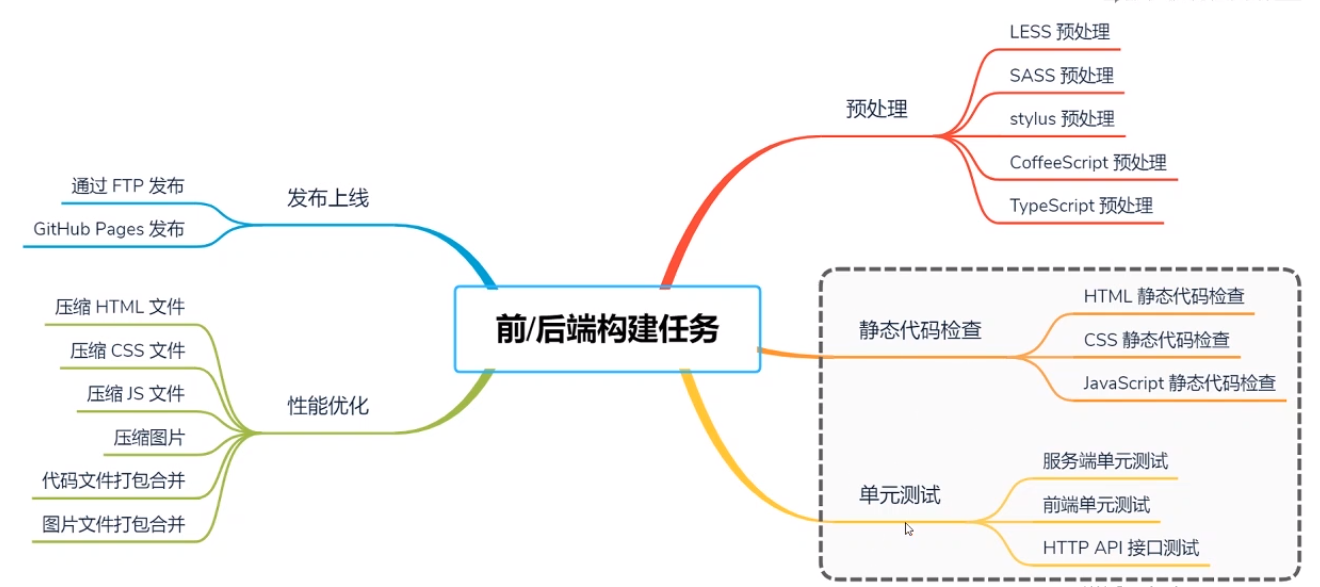 前/后端构建任务
预处理
LESS 预处理
SASS 预处理
stylus 预处理
CoffeeScript 预处理
TypeScript 预处理
静态代码检查
HTML 静态代码检查
CSS 静态代码检查
JavaScript 静态代码检查
单元测试
服务端单元测试
前端单元测试
HTTP API 接口测试
发布上线
通过 FTP 发布
GitHub Pages 发布
性能优化
压缩 HTML 文件
压缩 CSS 文件
压缩 JS 文件
压缩图片
代码文件打包合并
图片文件打包合并